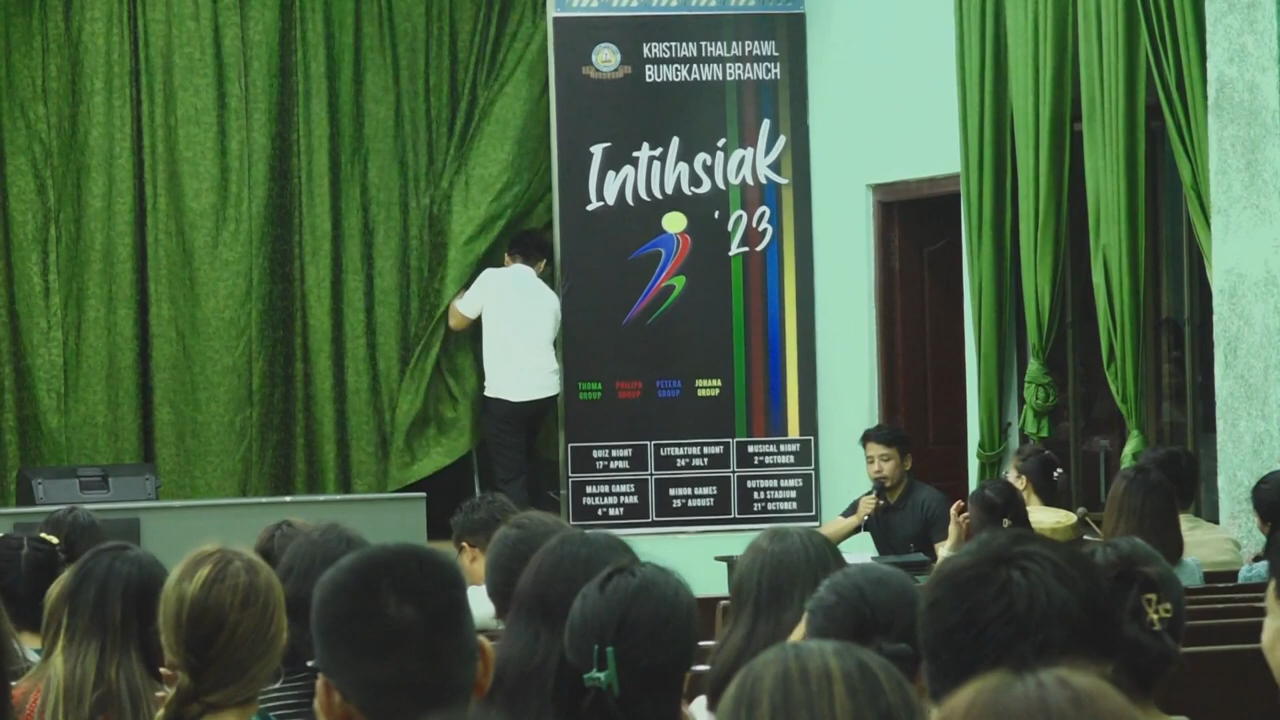 KRISTIAN THALAI PAWL
BUNGKAWN BRANCH
Intihsiak
'23
THOMA GROUP
PHILIPA GROUP
PETERA GROUP
JOHANA GROUP
QUIZ NIGHT
17TH APRIL
LITERATURE NIGHT
24TH JULY
MUSICAL NIGHT
2ND OCTOBER
MAJOR GAMES
FOLKLAND PARK
4TH MAY
MINOR GAMES
25TH AUGUST
OUTDOOR GAMES
R.G STADIUM
21ST OCTOBER